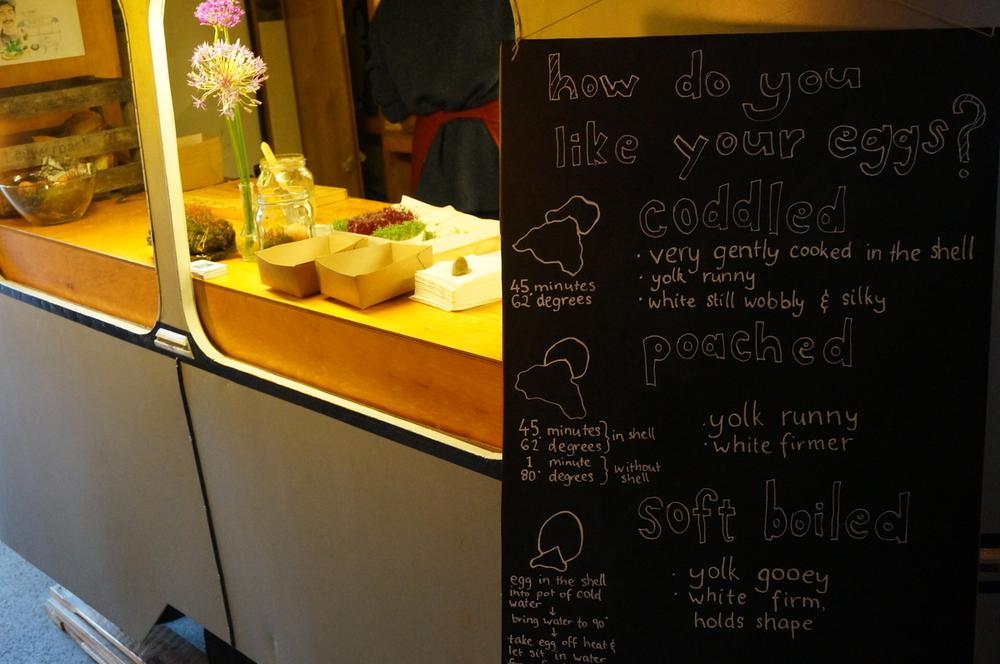 how do you
like your eggs?
coddled
45 minutes
62° degrees
· very gently cooked in the shell
· yolk runny
· white still wobbly & silky
poached
45 minutes
62° degrees
in shell
1 minute
80° degrees
without
shell
· yolk runny
· white firmer
soft boiled
egg in the shell
into pot of cold
water
↓
bring water to 90°
↓
take egg off heat &
let sit in water
· yolk gooey
· white firm,
holds shape